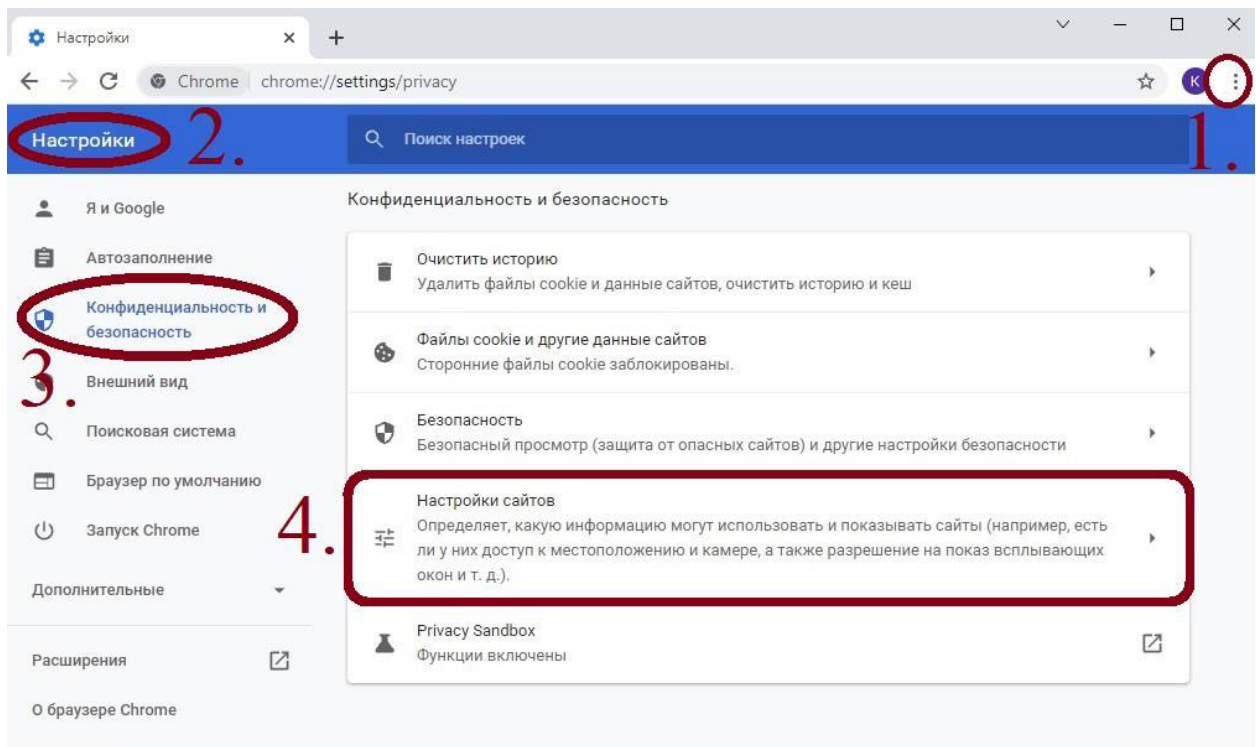 Настройки
Chrome chrome://settings/privacy
K
1.
Настройки
2.
Поиск настроек
Я и Google
Автозаполнение
Конфиденциальность и
безопасность
3.
Внешний вид
Поисковая система
Браузер по умолчанию
Запуск Chrome
Дополнительные
Расширения
О браузере Chrome
Конфиденциальность и безопасность
Очистить историю
Удалить файлы cookie и данные сайтов, очистить историю и кеш
Файлы cookie и другие данные сайтов
Сторонние файлы cookie заблокированы.
Безопасность
Безопасный просмотр (защита от опасных сайтов) и другие настройки безопасности
4.
Настройки сайтов
Определяет, какую информацию могут использовать и показывать сайты (например, есть
ли у них доступ к местоположению и камере, а также разрешение на показ всплывающих
окон и т. д.).
Privacy Sandbox
Функции включены